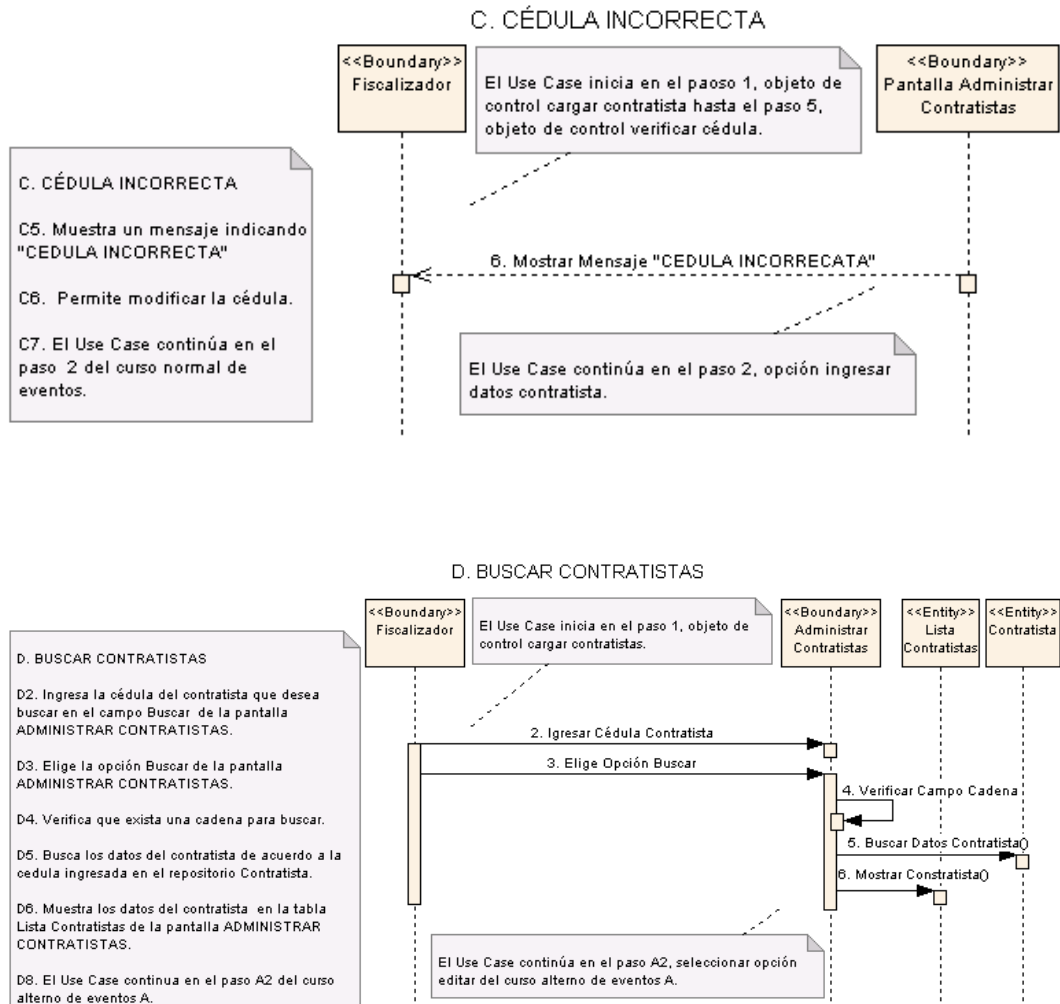 C. CÉDULA INCORRECTA
<<Boundary>>
Fiscalizador
El Use Case inicia en el paoso 1, objeto de
control cargar contratista hasta el paso 5,
objeto de control verificar cédula.
<<Boundary>>
Pantalla Administrar
Contratistas
C. CÉDULA INCORRECTA
C5. Muestra un mensaje indicando
"CEDULA INCORRECTA"
C6. Permite modificar la cédula.
C7. El Use Case continúa en el
paso 2 del curso normal de
eventos.
6. Mostrar Mensaje "CEDULA INCORRECATA"
El Use Case continúa en el paso 2, opción ingresar
datos contratista.
D. BUSCAR CONTRATISTAS
<<Boundary>>
Fiscalizador
El Use Case inicia en el paso 1, objeto de
control cargar contratistas.
<<Boundary>>
Administrar
Contratistas
<<Entity>>
Lista
Contratistas
<<Entity>>
Contratista
D. BUSCAR CONTRATISTAS
D2. Ingresa la cédula del contratista que desea
buscar en el campo Buscar de la pantalla
ADMINISTRAR CONTRATISTAS.
D3. Elige la opción Buscar de la pantalla
ADMINISTRAR CONTRATISTAS.
D4. Verifica que exista una cadena para buscar.
D5. Busca los datos del contratista de acuerdo a la
cedula ingresada en el repositorio Contratista.
D6. Muestra los datos del contratista en la tabla
Lista Contratistas de la pantalla ADMINISTRAR
CONTRATISTAS.
D8. El Use Case continua en el paso A2 del curso
alterno de eventos A.
2. Igresar Cédula Contratista
3. Elige Opción Buscar
4. Verificar Campo Cadena
5. Buscar Datos Contratista()
6. Mostrar Constratista()
El Use Case continúa en el paso A2, seleccionar opción
editar del curso alterno de eventos A.